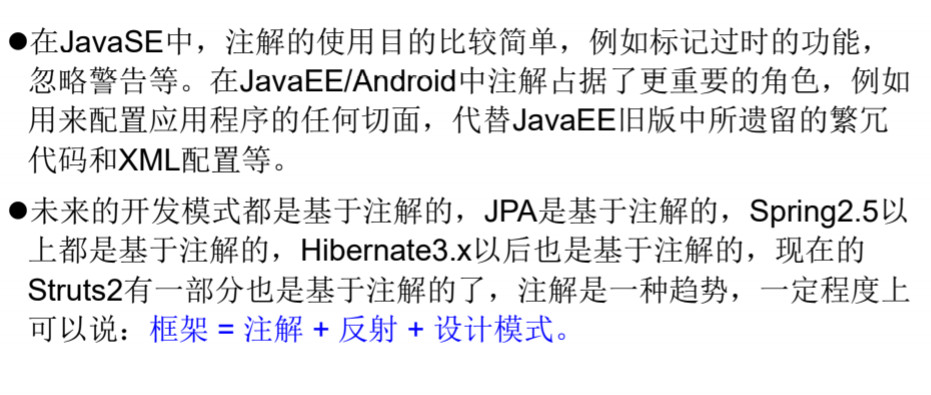 ●在JavaSE中，注解的使用目的比较简单，例如标记过时的功能，
忽略警告等。在JavaEE/Android中注解占据了更重要的角色，例如
用来配置应用程序的任何切面，代替JavaEE旧版中所遗留的繁冗
代码和XML配置等。
●未来的开发模式都是基于注解的，JPA是基于注解的，Spring2.5以
上都是基于注解的，Hibernate3.x以后也是基于注解的，现在的
Struts2有一部分也是基于注解的了，注解是一种趋势，一定程度上
可以说：框架 = 注解 + 反射 + 设计模式。